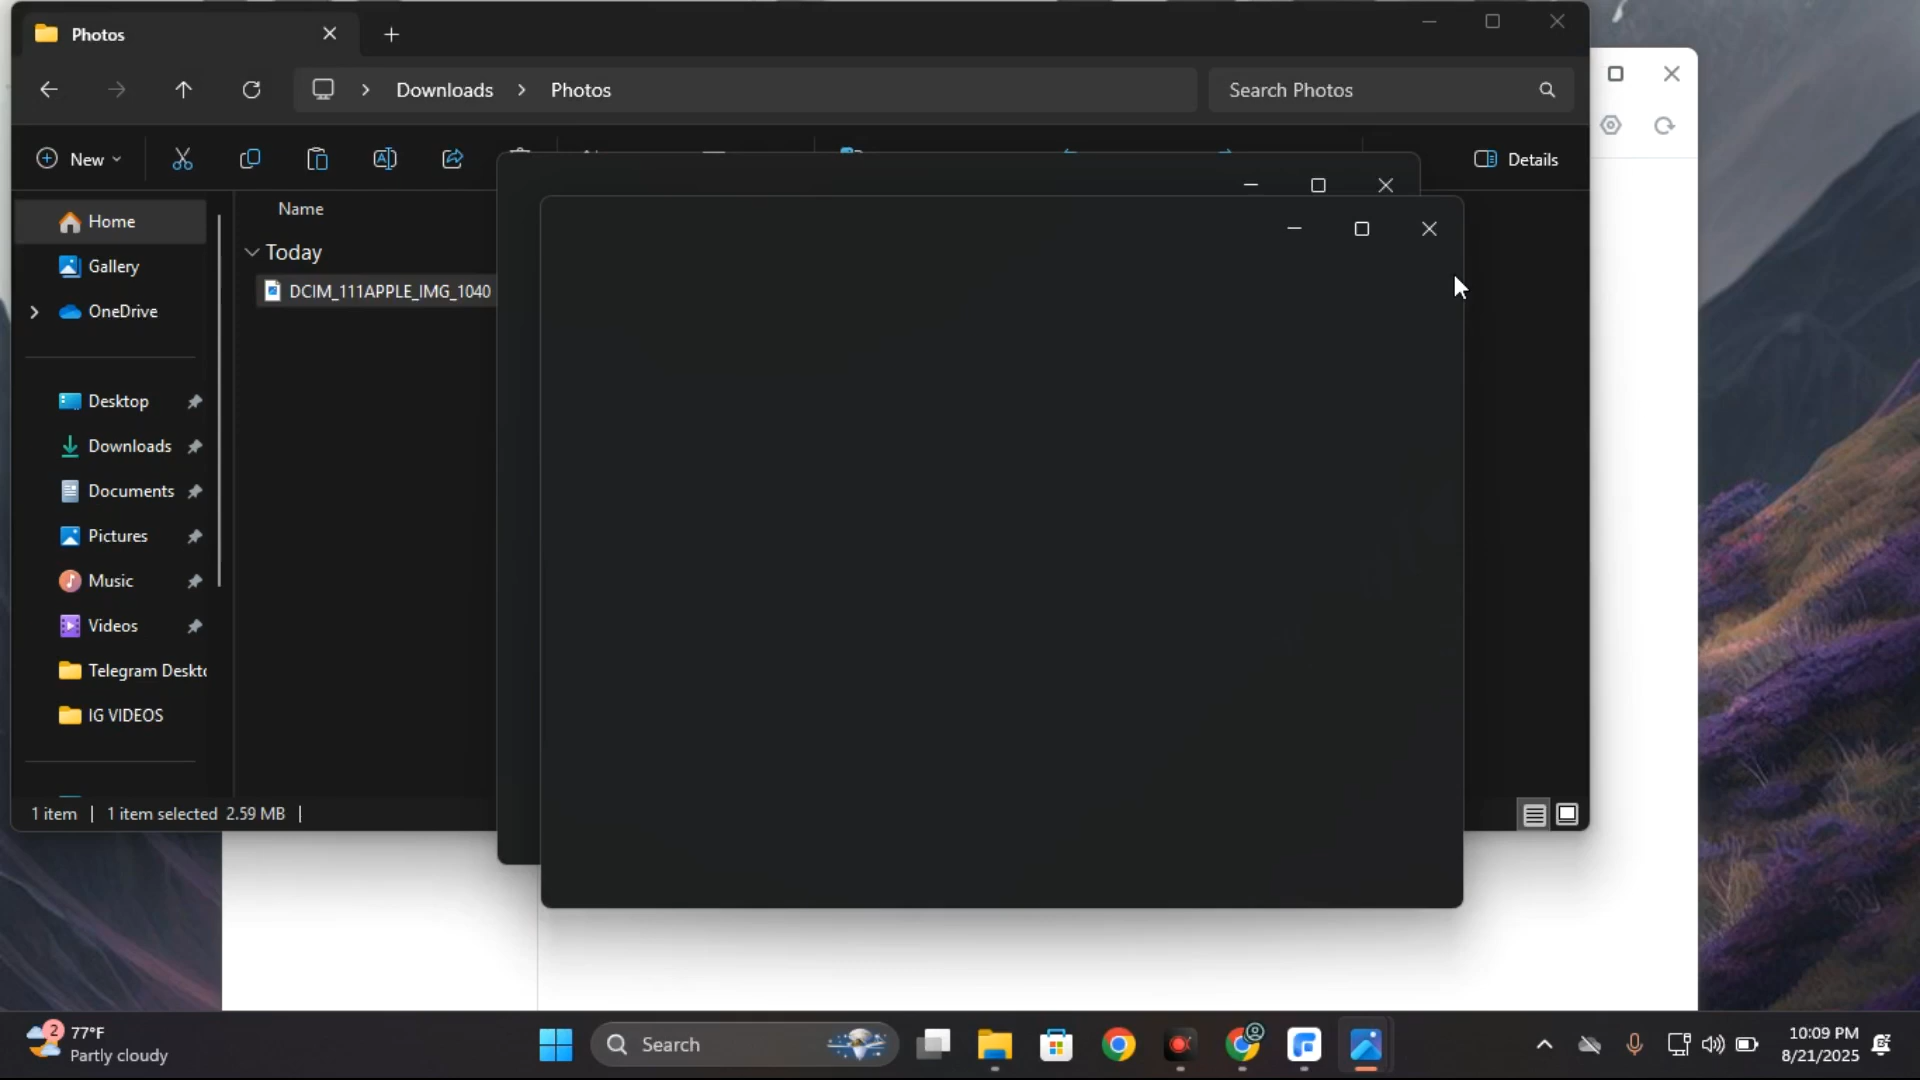 Photos
Downloads
Photos
Search Photos
New
Details
Name
Home
Today
Gallery
DCIM_111APPLE_IMG_1040
OneDrive
Desktop
Downloads
Documents
Pictures
Music
Videos
Telegram Deskt
IG VIDEOS
1 item
1 item selected 2.59 MB
2
77°F
Partly cloudy
Search
10:09 PM
8/21/2025